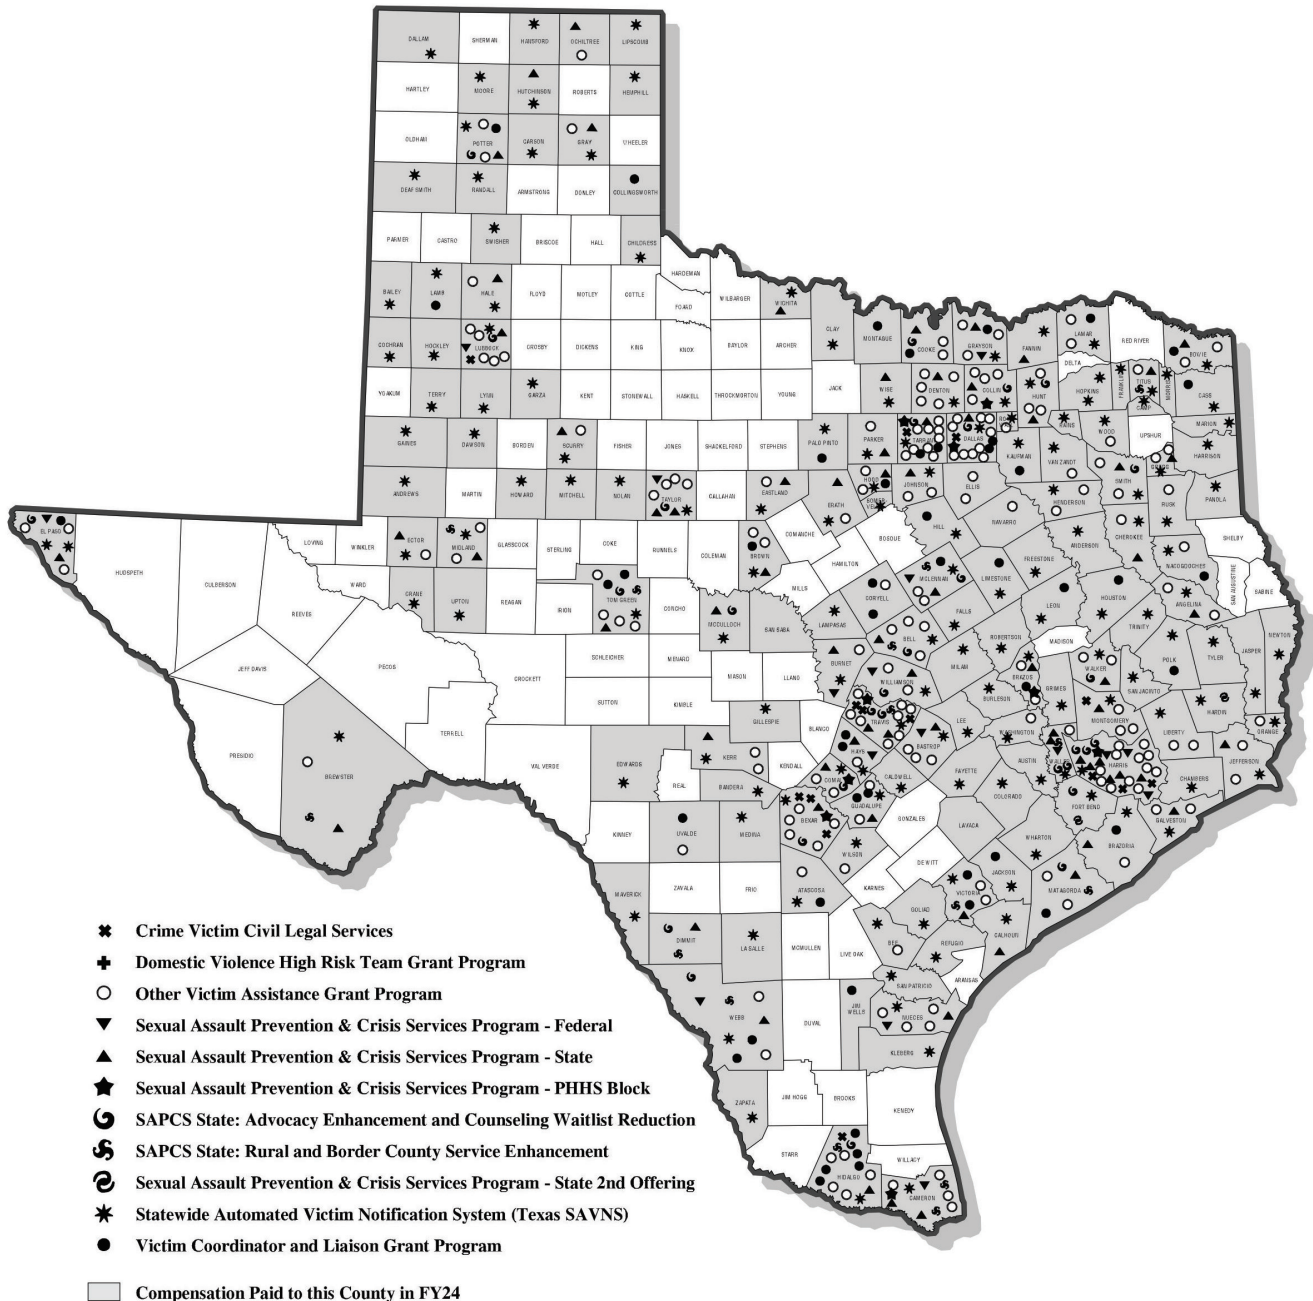 DALLAM
SHERMAN
HANSFORD
OCHILTREE
LIPSCOMB
HARTLEY
MOORE
HUTCHINSON
ROBERTS
HEMPHILL
OLDHAM
POTTER
CARSON
GRAY
WHEELER
DEAF SMITH
RANDALL
ARMSTRONG
DONLEY
COLLINGSWORTH
PARMER
CASTRO
SWISHER
BRISCOE
HALL
CHILDRESS
HARDEMAN
BAILEY
LAMB
HALE
FLOYD
MOTLEY
COTTLE
FOARD
WILBARGER
WICHITA
COCHRAN
HOCKLEY
LUBBOCK
CROSBY
DICKENS
KING
KNOX
BAYLOR
ARCHER
CLAY
MONTAGUE
COOKE
GRAYSON
FANNIN
LAMAR
RED RIVER
BOWIE
DELTA
YOAKUM
TERRY
LYNN
GARZA
KENT
STONEWALL
HASKELL
THROCKMORTON
YOUNG
JACK
WISE
DENTON
COLLIN
HUNT
HOPKINS
FRANKLIN
TITUS
CAMP
MORRIS
CASS
MARION
GAINES
DAWSON
BORDEN
SCURRY
FISHER
JONES
SHACKELFORD
STEPHENS
PALO PINTO
PARKER
TARRANT
DALLAS
KAUFMAN
RAINS
VAN ZANDT
WOOD
UPSHUR
HARRISON
ANDREWS
MARTIN
HOWARD
MITCHELL
NOLAN
TAYLOR
CALLAHAN
EASTLAND
ERATH
HOOD
JOHNSON
ELLIS
HENDERSON
SMITH
RUSK
PANOLA
EL PASO
HUDSPETH
CULBERSON
LOVING
WINKLER
ECTOR
MIDLAND
GLASSCOCK
STERLING
COKE
RUNNELS
COLEMAN
BROWN
COMANCHE
BOSQUE
HILL
NAVARRO
ANDERSON
CHEROKEE
SHELBY
REEVES
WARD
CRANE
UPTON
REAGAN
IRION
TOM GREEN
CONCHO
MCCULLOCH
SAN BABA
MILLS
HAMILTON
LAMPASAS
CORYELL
MCLENNAN
LIMESTONE
FREESTONE
LEON
HOUSTON
NACOGDOCHES
ANGELINA
SAN AUGUSTINE
SABINE
JEFF DAVIS
PECOS
CROCKETT
SCHLEICHER
MENARD
MASON
LLANO
BURNET
BELL
FALLS
MILAM
ROBERTSON
MADISON
WALKER
TRINITY
POLK
TYLER
JASPER
NEWTON
PRESIDIO
BREWSTER
TERRELL
VAL VERDE
SUTTON
KIMBLE
GILLESPIE
BLANCO
TRAVIS
WILLIAMSON
BURLESON
BRAZOS
GRIMES
MONTGOMERY
SAN JACINTO
LIBERTY
HARDIN
ORANGE
EDWARDS
REAL
KERR
KENDALL
BANDERA
HAYS
COMAL
CALDWELL
BASTROP
LEE
WASHINGTON
FAYETTE
AUSTIN
WALLER
HARRIS
CHAMBERS
JEFFERSON
KINNEY
UVALDE
MEDINA
BEXAR
GUADALUPE
GONZALES
LAVACA
COLORADO
WHARTON
FORT BEND
BRAZORIA
GALVESTON
MAVERICK
ZAVALA
FRIO
ATASCOSA
WILSON
KARNES
DE WITT
VICTORIA
JACKSON
MATAGORDA
DIMMIT
LA SALLE
MCMULLEN
LIVE OAK
BEE
GOLIAD
REFUGIO
CALHOUN
ARANSAS
WEBB
DUVAL
JIM WELLS
SAN PATRICIO
NUECES
KLEBERG
ZAPATA
JIM HOGG
BROOKS
KENEDY
STARR
HIDALGO
WILLACY
CAMERON
Crime Victim Civil Legal Services
Domestic Violence High Risk Team Grant Program
Other Victim Assistance Grant Program
Sexual Assault Prevention & Crisis Services Program - Federal
Sexual Assault Prevention & Crisis Services Program - State
Sexual Assault Prevention & Crisis Services Program - PHHS Block
SAPCS State: Advocacy Enhancement and Counseling Waitlist Reduction
SAPCS State: Rural and Border County Service Enhancement
Sexual Assault Prevention & Crisis Services Program - State 2nd Offering
Statewide Automated Victim Notification System (Texas SAVNS)
Victim Coordinator and Liaison Grant Program
Compensation Paid to this County in FY24